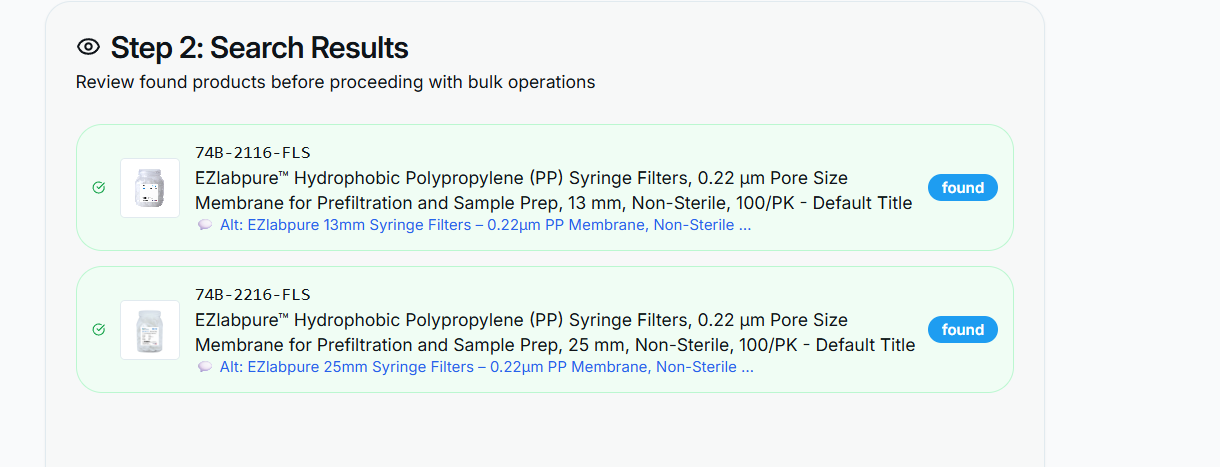 Step 2: Search Results
Review found products before proceeding with bulk operations
74B-2116-FLS
EZlabpure™ Hydrophobic Polypropylene (PP) Syringe Filters, 0.22 μm Pore Size
Membrane for Prefiltration and Sample Prep, 13 mm, Non-Sterile, 100/PK - Default Title
found
Alt: EZlabpure 13mm Syringe Filters – 0.22μm PP Membrane, Non-Sterile ...
74B-2216-FLS
EZlabpure™ Hydrophobic Polypropylene (PP) Syringe Filters, 0.22 μm Pore Size
Membrane for Prefiltration and Sample Prep, 25 mm, Non-Sterile, 100/PK - Default Title
found
Alt: EZlabpure 25mm Syringe Filters – 0.22μm PP Membrane, Non-Sterile ...